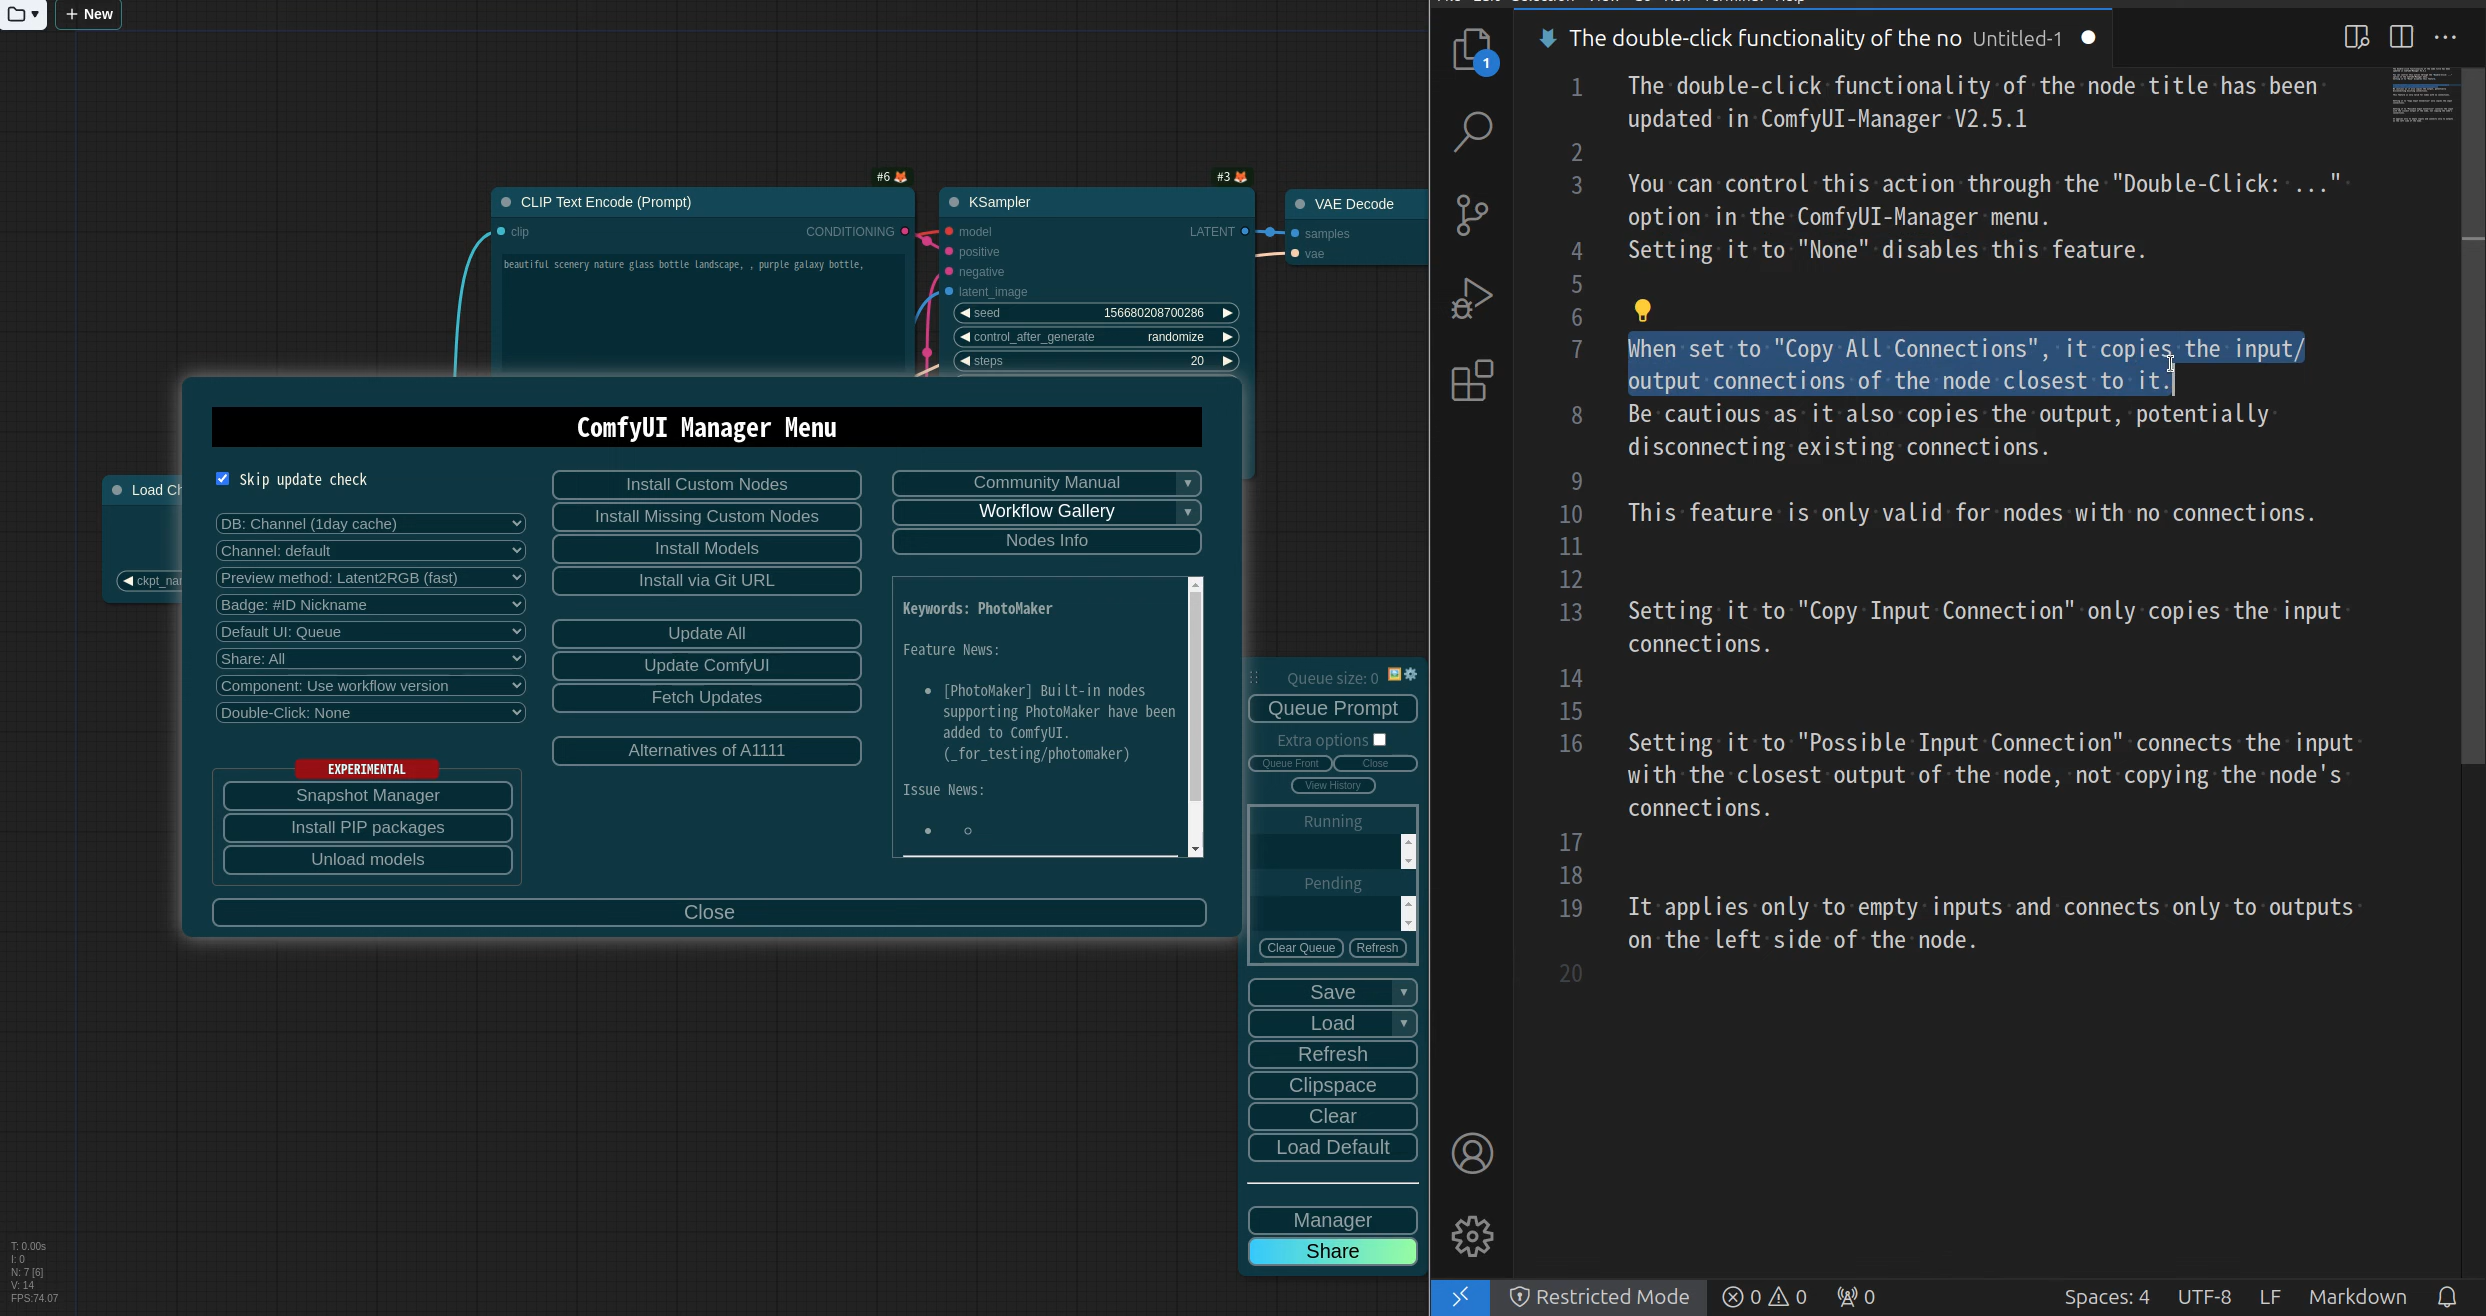 New
#6
CLIP Text Encode (Prompt)
clip
CONDITIONING
beautiful scenery nature glass bottle landscape, , purple galaxy bottle,
#3
KSampler
model
LATENT
positive
negative
latent_image
seed 156680208700286
control_after_generate randomize
steps 20
VAE Decode
samples
vae
Load Ch
ckpt_nam
ComfyUI Manager Menu
Skip update check
DB: Channel (1day cache)
Channel: default
Preview method: Latent2RGB (fast)
Badge: #ID Nickname
Default UI: Queue
Share: All
Component: Use workflow version
Double-Click: None
EXPERIMENTAL
Snapshot Manager
Install PIP packages
Unload models
Install Custom Nodes
Install Missing Custom Nodes
Install Models
Install via Git URL
Update All
Update ComfyUI
Fetch Updates
Alternatives of A1111
Community Manual
Workflow Gallery
Nodes Info
Keywords: PhotoMaker
Feature News:
[PhotoMaker] Built-in nodes
supporting PhotoMaker have been
added to ComfyUI.
(_for_testing/photomaker)
Issue News:
Close
Queue size: 0
Queue Prompt
Extra options
Queue Front
Close
View History
Running
Pending
Clear Queue
Refresh
Save
Load
Refresh
Clipspace
Clear
Load Default
Manager
Share
T: 0.00s
I: 0
N: 7 [6]
V: 14
FPS:74.07
The double-click functionality of the no Untitled-1
1
1 The double-click functionality of the node title has been
updated in ComfyUI-Manager V2.5.1
2
3 You can control this action through the "Double-Click: ..."
option in the ComfyUI-Manager menu.
4 Setting it to "None" disables this feature.
5
6
7 When set to "Copy All Connections", it copies the input/
output connections of the node closest to it.
8 Be cautious as it also copies the output, potentially
disconnecting existing connections.
9
10 This feature is only valid for nodes with no connections.
11
12
13 Setting it to "Copy Input Connection" only copies the input
connections.
14
15
16 Setting it to "Possible Input Connection" connects the input
with the closest output of the node, not copying the node's
connections.
17
18
19 It applies only to empty inputs and connects only to outputs
on the left side of the node.
20
Restricted Mode
0
0
0
Spaces: 4
UTF-8
LF
Markdown